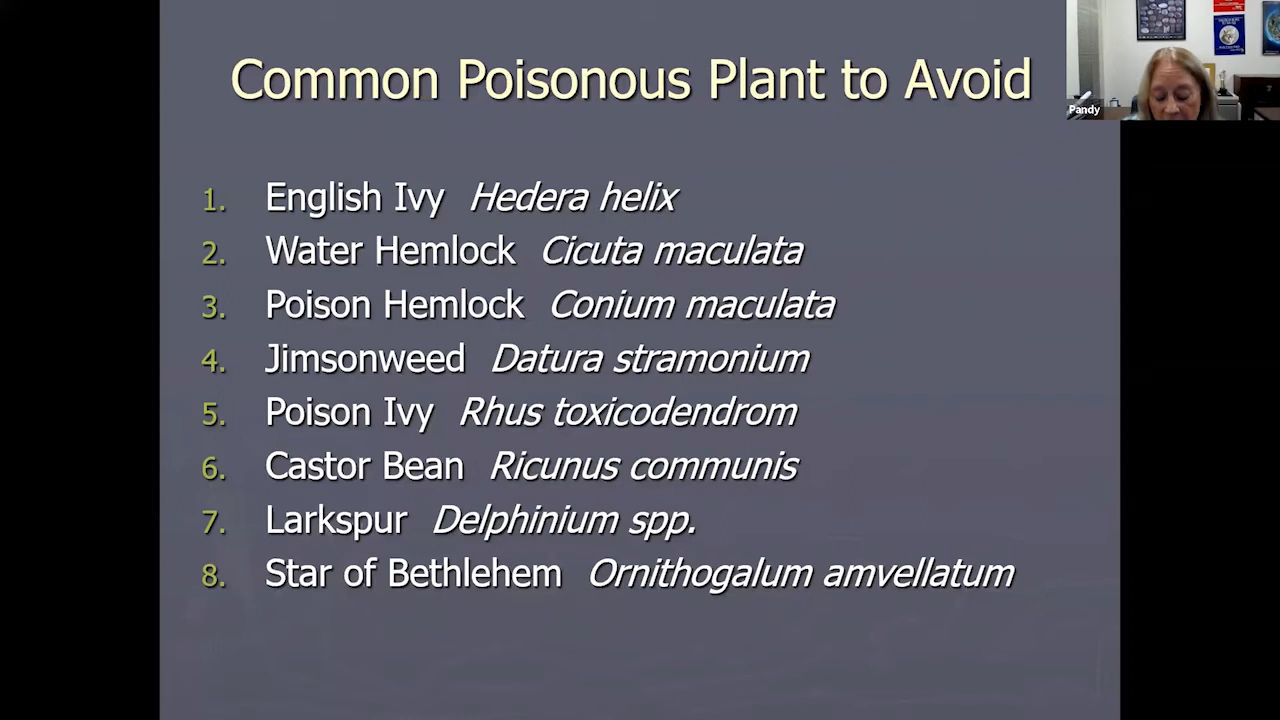 Common Poisonous Plant to Avoid
Pandy
1. English Ivy Hedera helix
2. Water Hemlock Cicuta maculata
3. Poison Hemlock Conium maculata
4. Jimsonweed Datura stramonium
5. Poison Ivy Rhus toxicodendrom
6. Castor Bean Ricunus communis
7. Larkspur Delphinium spp.
8. Star of Bethlehem Ornithogalum amvellatum